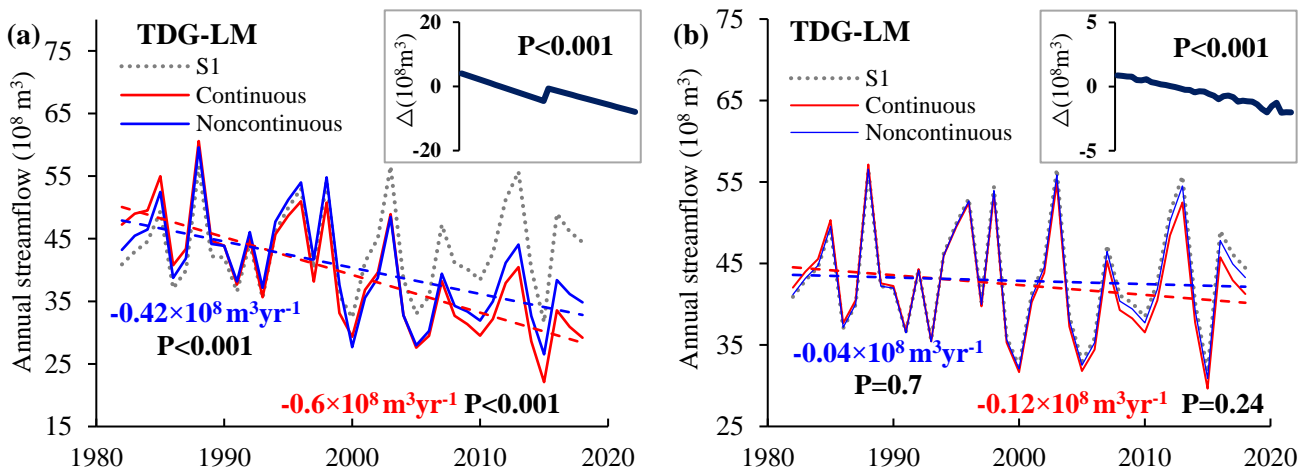 (a)
TDG-LM
S1
Continuous
Noncontinuous
Annual streamflow (10⁸ m³)
75
65
55
45
35
25
15
1980
1990
2000
2010
2020
P<0.001
△(10⁸m³)
20
0
-20
-0.42×10⁸ m³yr⁻¹
P<0.001
-0.6×10⁸ m³yr⁻¹ P<0.001
(b)
TDG-LM
S1
Continuous
Noncontinuous
Annual streamflow (10⁸ m³)
75
65
55
45
35
25
1980
1990
2000
2010
2020
P<0.001
△(10⁸m³)
5
0
-5
-0.04×10⁸ m³yr⁻¹
P=0.7
-0.12×10⁸ m³yr⁻¹ P=0.24